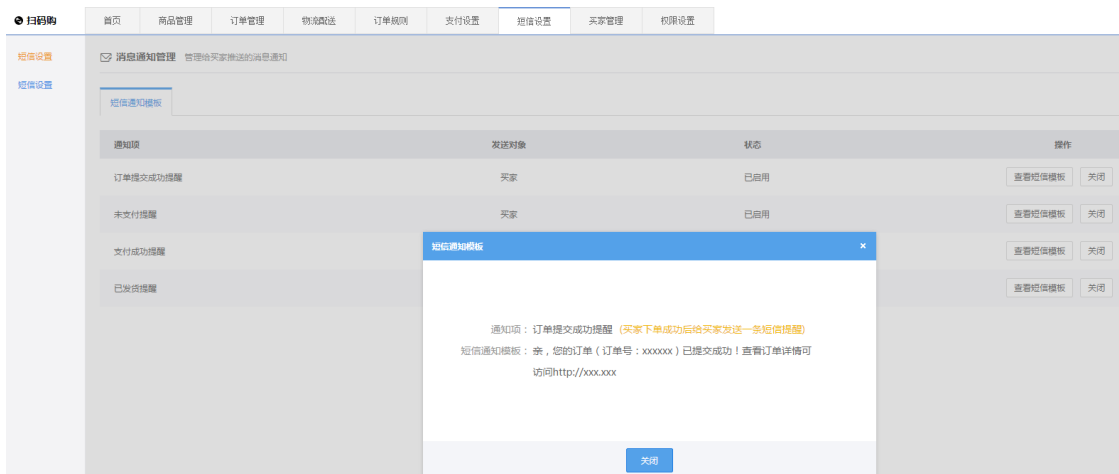 扫码购
首页 商品管理 订单管理 物流配送 订单规则 支付设置 短信设置 买家管理 权限设置
短信设置
短信设置
消息通知管理 管理给买家推送的消息通知
短信通知模板
通知项 发送对象 状态 操作
订单提交成功提醒 买家 已启用 查看短信模板 关闭
未支付提醒 买家 已启用 查看短信模板 关闭
支付成功提醒 查看短信模板 关闭
已发货提醒 查看短信模板 关闭
短信通知模板 ×
通知项：订单提交成功提醒 (买家下单成功后给买家发送一条短信提醒)
短信通知模板：亲，您的订单（订单号：xxxxxx）已提交成功！查看订单详情可
访问http://xxx.xxx
关闭